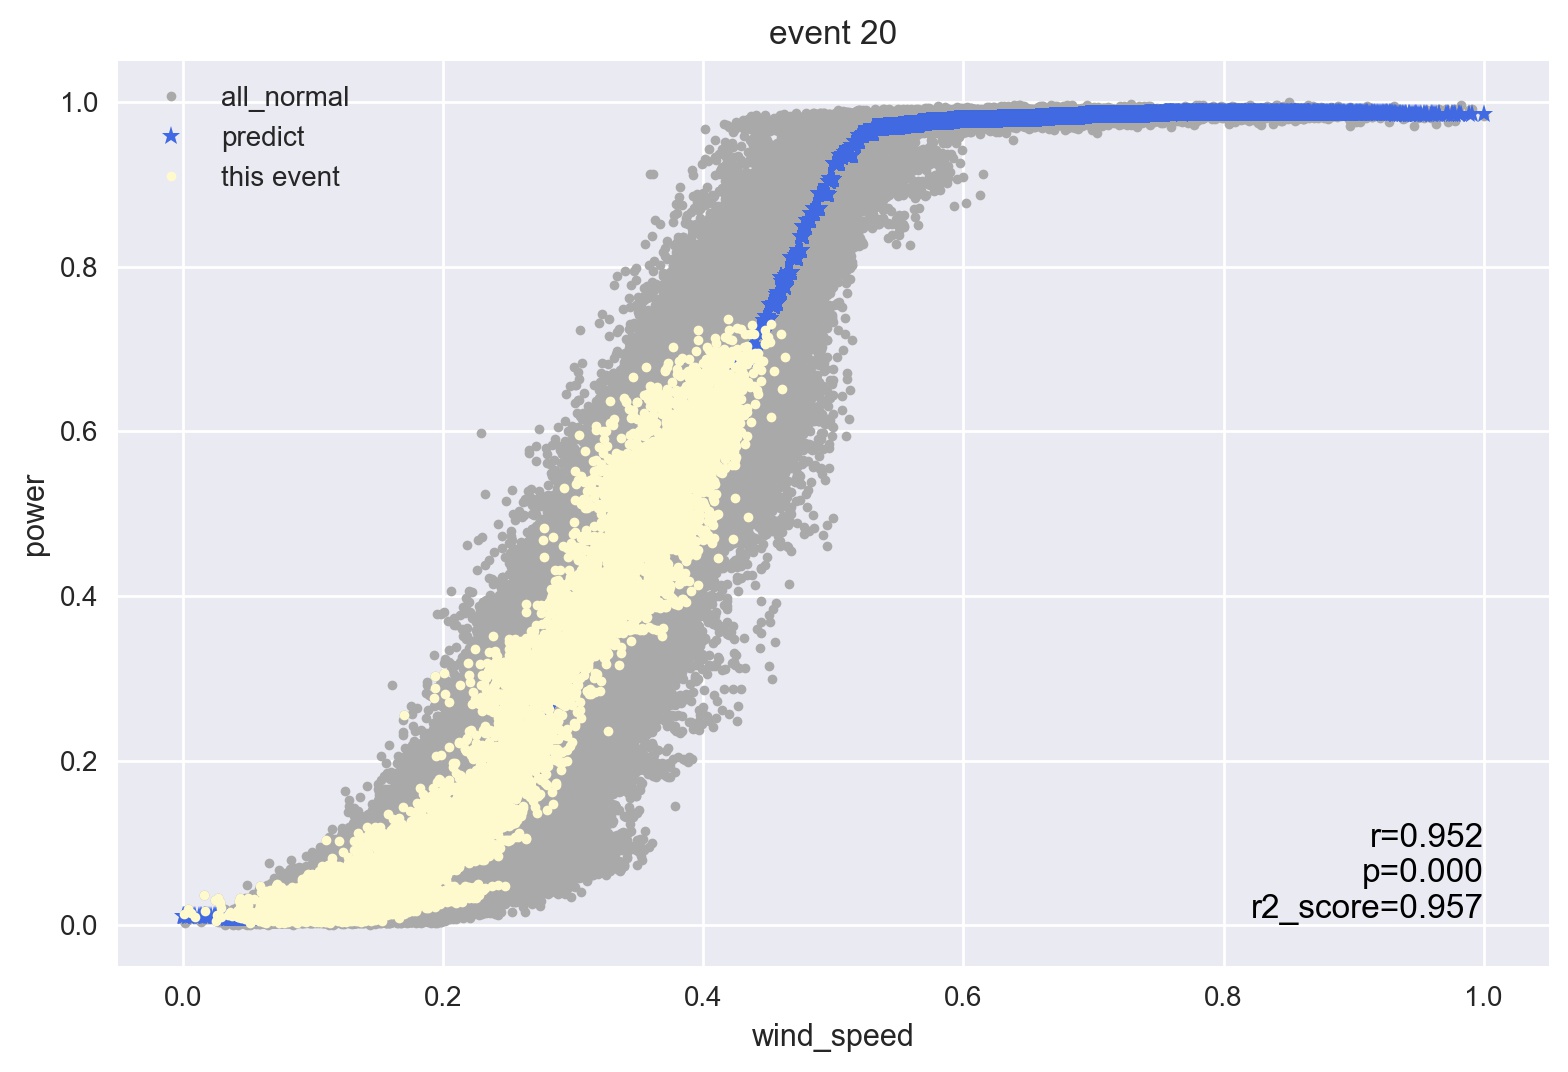 event 20
all_normal
predict
this event
1.0
0.8
0.6
0.4
0.2
0.0
power
r=0.952
p=0.000
r2_score=0.957
0.0 0.2 0.4 0.6 0.8 1.0
wind_speed